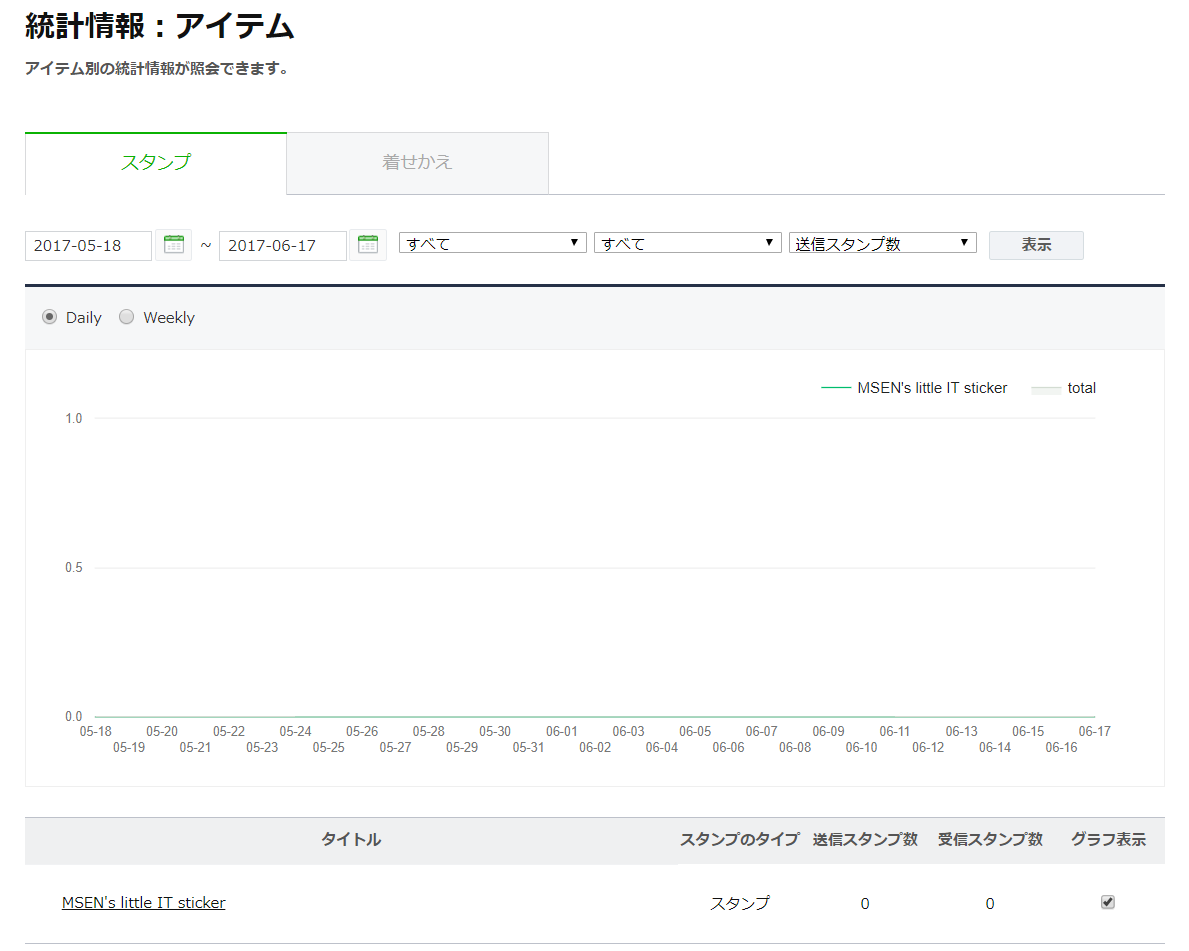 統計情報：アイテム
アイテム別の統計情報が照会できます。
スタンプ 着せかえ
2017-05-18 ~ 2017-06-17 すべて すべて 送信スタンプ数 表示
Daily Weekly
MSEN's little IT sticker total
1.0
0.5
0.0
05-18 05-20 05-22 05-24 05-26 05-28 05-30 06-01 06-03 06-05 06-07 06-09 06-11 06-13 06-15 06-17
05-19 05-21 05-23 05-25 05-27 05-29 05-31 06-02 06-04 06-06 06-08 06-10 06-12 06-14 06-16
タイトル スタンプのタイプ 送信スタンプ数 受信スタンプ数 グラフ表示
MSEN's little IT sticker スタンプ 0 0